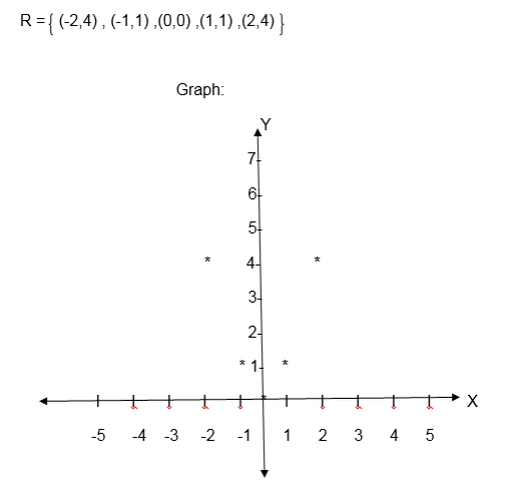 R ={ (-2,4) , (-1,1) ,(0,0) ,(1,1) ,(2,4) }
Graph:
Y
7
6
5
4
* *
3
2
1
* *
X
-5 -4 -3 -2 -1 1 2 3 4 5